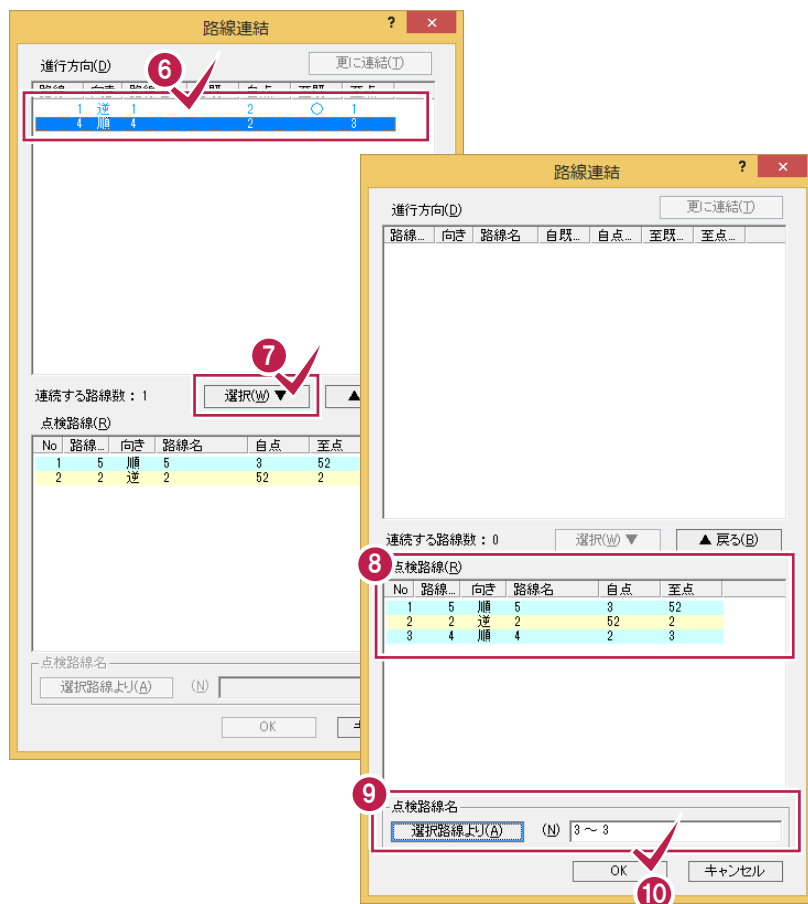 路線連結 ? ×
進行方向(D) 更に連結(T)
6
1 逆 1 2 ○ 1
4 順 4 2 3
7
連続する路線数：1 選択(W) ▼ ▲
点検路線(R)
No 路線... 向き 路線名 自点 至点
1 5 順 5 3 52
2 2 逆 2 52 2
点検路線名
選択路線より(A) (N)
OK
路線連結 ? ×
進行方向(D) 更に連結(T)
路線... 向き 路線名 自既... 自点... 至既... 至点...
連続する路線数：0 選択(W) ▼ ▲ 戻る(B)
8
点検路線(R)
No 路線... 向き 路線名 自点 至点
1 5 順 5 3 52
2 2 逆 2 52 2
3 4 順 4 2 3
9
点検路線名
選択路線より(A) (N) 3～3
OK キャンセル
10